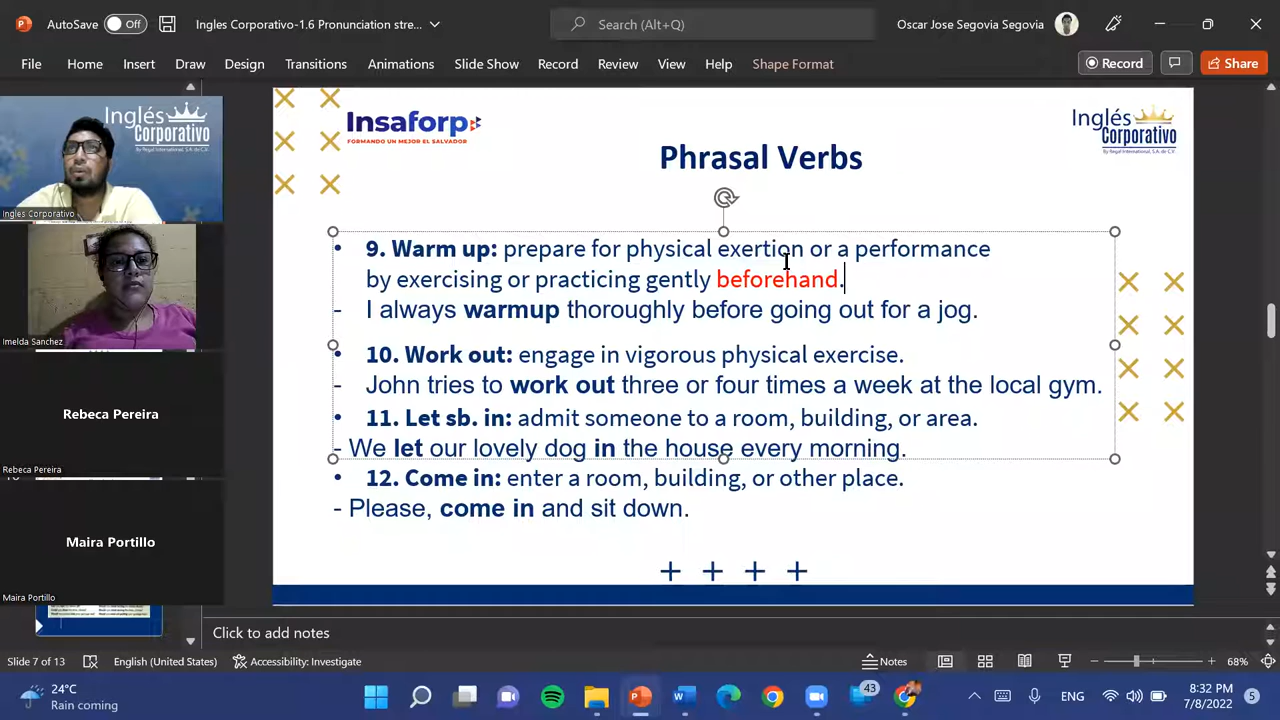 AutoSave Off
Ingles Corporativo-1.6 Pronunciation stre...
Search (Alt+Q)
Oscar Jose Segovia Segovia
File Home Insert Draw Design Transitions Animations Slide Show Record Review View Help Shape Format
Record
Share
Inglés
Corporativo
Ingles Corporativo
Imelda Sanchez
Rebeca Pereira
Rebeca Pereira
Maira Portillo
Maira Portillo
Insaforp
FORMANDO UN MEJOR EL SALVADOR
Inglés
Corporativo
By Regal International, S.A. de C.V.
Phrasal Verbs
• 9. Warm up: prepare for physical exertion or a performance
by exercising or practicing gently beforehand.
- I always warmup thoroughly before going out for a jog.
• 10. Work out: engage in vigorous physical exercise.
- John tries to work out three or four times a week at the local gym.
• 11. Let sb. in: admit someone to a room, building, or area.
- We let our lovely dog in the house every morning.
• 12. Come in: enter a room, building, or other place.
- Please, come in and sit down.
+ + + +
Click to add notes
Slide 7 of 13
English (United States)
Accessibility: Investigate
Notes
68%
24°C
Rain coming
43
ENG
8:32 PM
7/8/2022
5